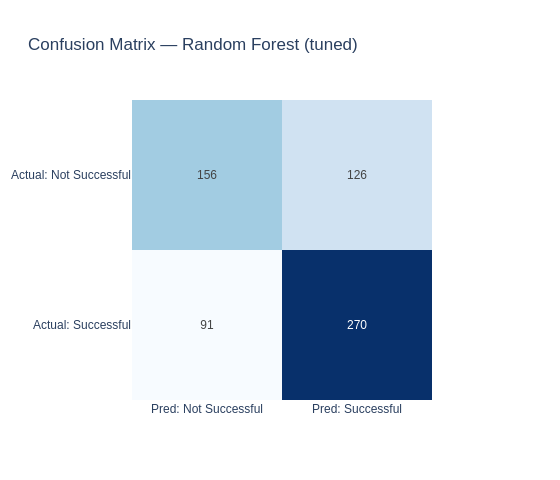 Confusion Matrix — Random Forest (tuned)
Actual: Not Successful 156 126
Actual: Successful 91 270
Pred: Not Successful Pred: Successful